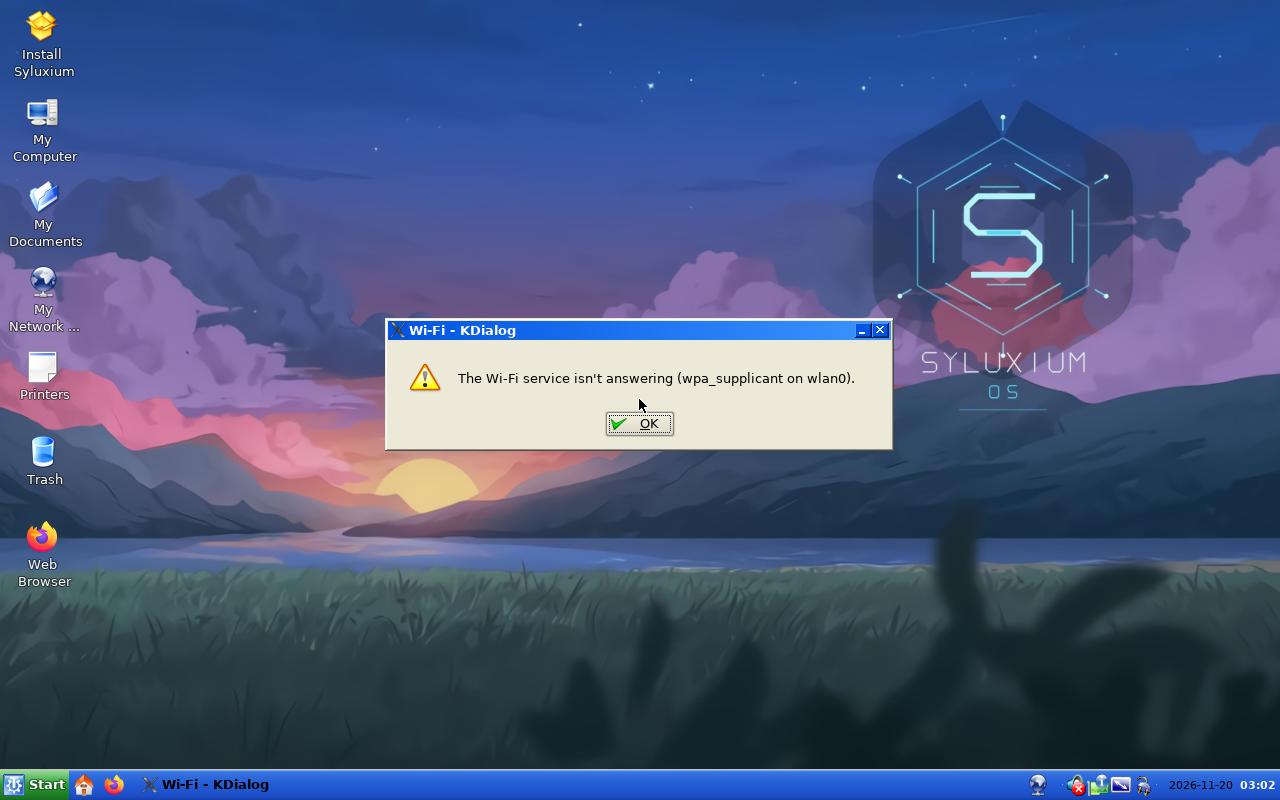 Install
Syluxium
My
Computer
My
Documents
My
Network ...
Printers
Trash
Web
Browser
SYLUXIUM
OS
Wi-Fi - KDialog
The Wi-Fi service isn't answering (wpa_supplicant on wlan0).
OK
Start
Wi-Fi - KDialog
2026-11-20
03:02